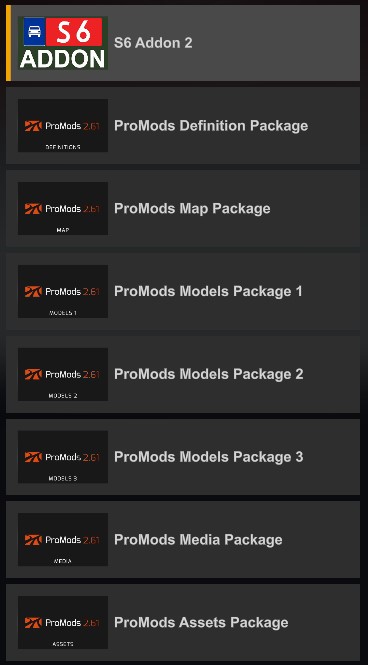 S6
ADDON
S6 Addon 2
ProMods 2.61
DEFINITIONS
ProMods Definition Package
ProMods 2.61
MAP
ProMods Map Package
ProMods 2.61
MODELS 1
ProMods Models Package 1
ProMods 2.61
MODELS 2
ProMods Models Package 2
ProMods 2.61
MODELS 3
ProMods Models Package 3
ProMods 2.61
MEDIA
ProMods Media Package
ProMods 2.61
ASSETS
ProMods Assets Package